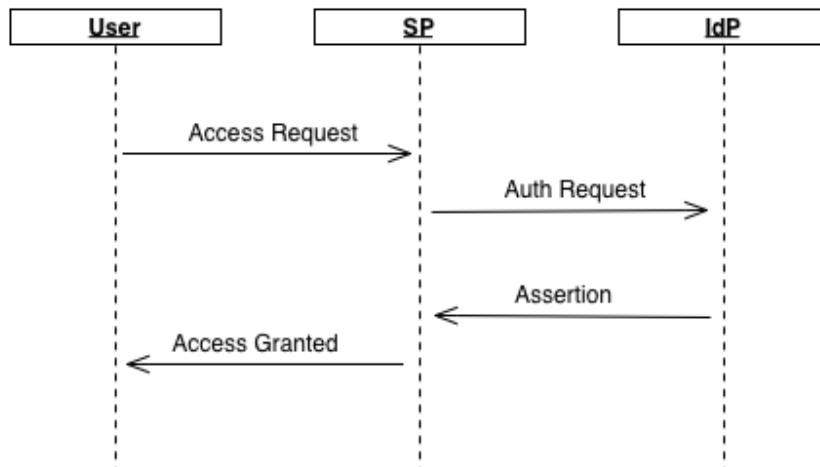 User
SP
IdP
Access Request
Auth Request
Assertion
Access Granted